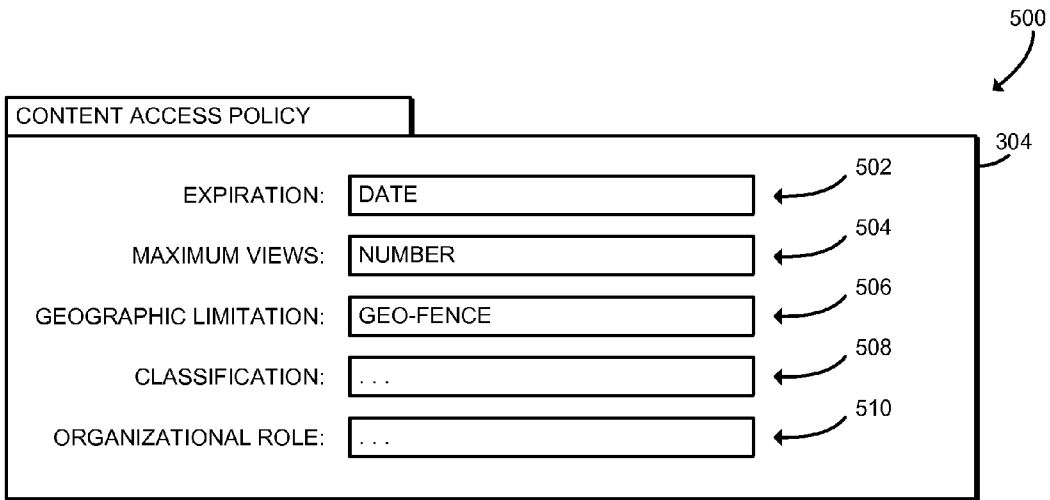 500
CONTENT ACCESS POLICY
304
EXPIRATION: DATE 502
MAXIMUM VIEWS: NUMBER 504
GEOGRAPHIC LIMITATION: GEO-FENCE 506
CLASSIFICATION: . . . 508
ORGANIZATIONAL ROLE: . . . 510